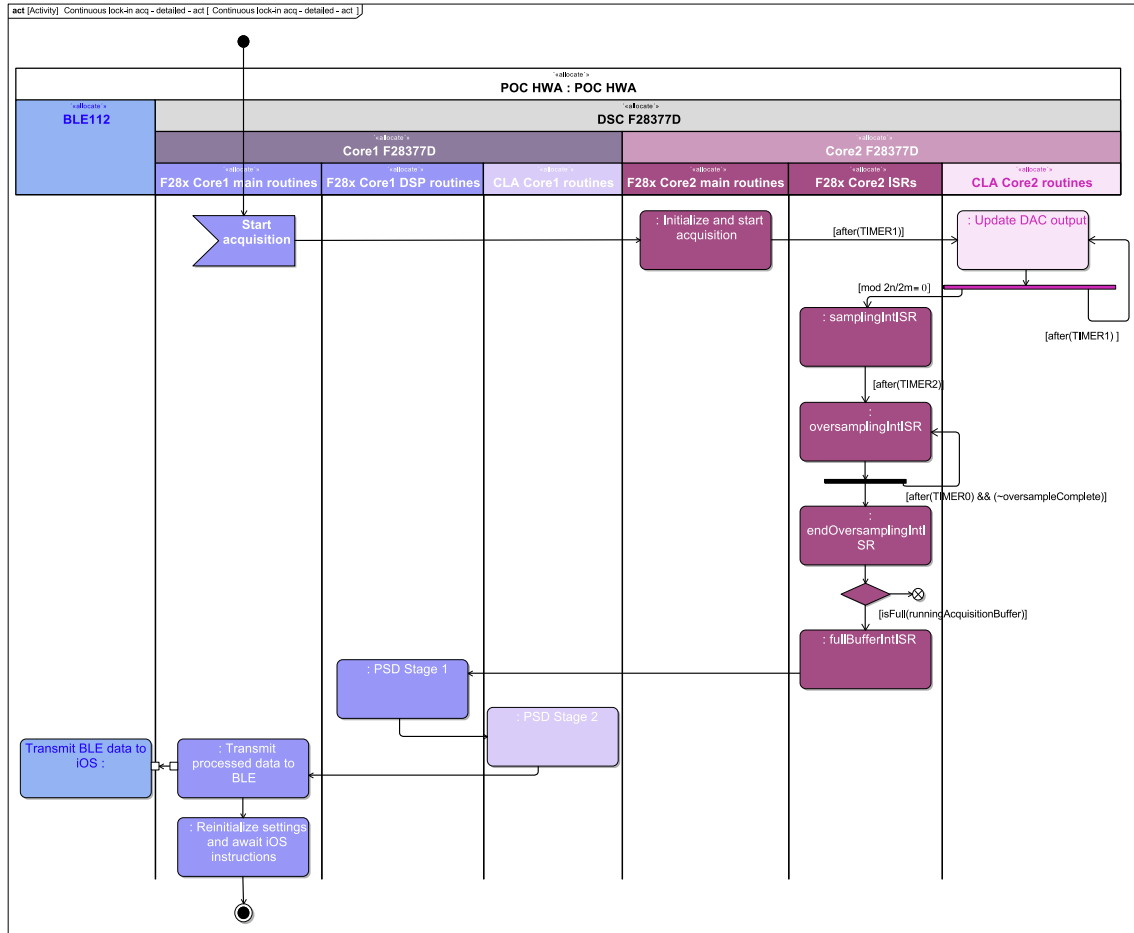 act [Activity] Continuous lock-in acq - detailed - act [ Continuous lock-in acq - detailed - act ]
«allocate»
POC HWA : POC HWA
«allocate»
BLE112
«allocate»
DSC F28377D
«allocate»
Core1 F28377D
«allocate»
Core2 F28377D
«allocate»
F28x Core1 main routines
«allocate»
F28x Core1 DSP routines
«allocate»
CLA Core1 routines
«allocate»
F28x Core2 main routines
«allocate»
F28x Core2 ISRs
«allocate»
CLA Core2 routines
Start
acquisition
: Initialize and start
acquisition
[after(TIMER1)]
: Update DAC output
[mod 2n/2m = 0]
[after(TIMER1) ]
: samplingIntISR
[after(TIMER2)]
:
oversamplingIntISR
[after(TIMER0) && (~oversampleComplete)]
:
endOversamplingIntI
SR
[isFull(runningAcquisitionBuffer)]
: fullBufferIntISR
: PSD Stage 1
: PSD Stage 2
Transmit BLE data to
iOS :
: Transmit
processed data to
BLE
: Reinitialize settings
and await iOS
instructions